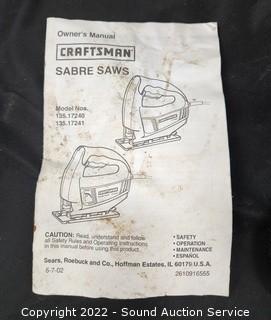 Owner's Manual
CRAFTSMAN
SABRE SAWS
Model Nos.
135.17240
135.17241
CAUTION: Read, understand and follow
all Safety Rules and Operating Instructions
in this manual before using this product.
• SAFETY
• OPERATION
• MAINTENANCE
• ESPAÑOL
Sears, Roebuck and Co., Hoffman Estates, IL 60179 U.S.A.
6-7-02
2610916555
Copyright 2022 - Sound Auction Service